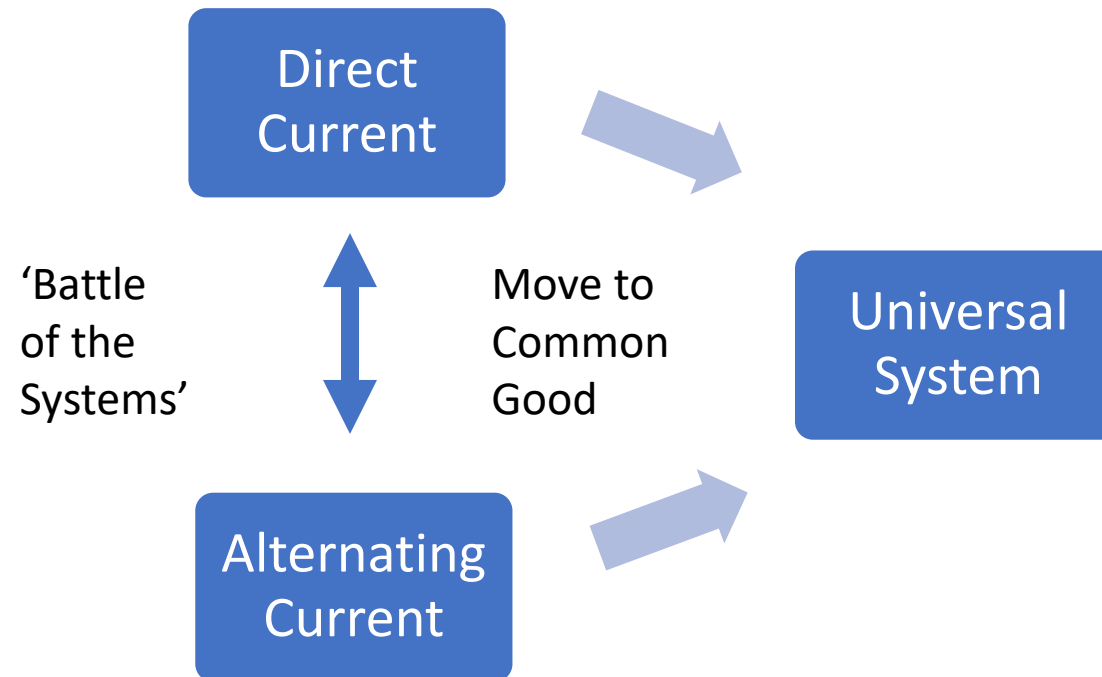 Direct
Current
‘Battle
of the
Systems’
Move to
Common
Good
Universal
System
Alternating
Current